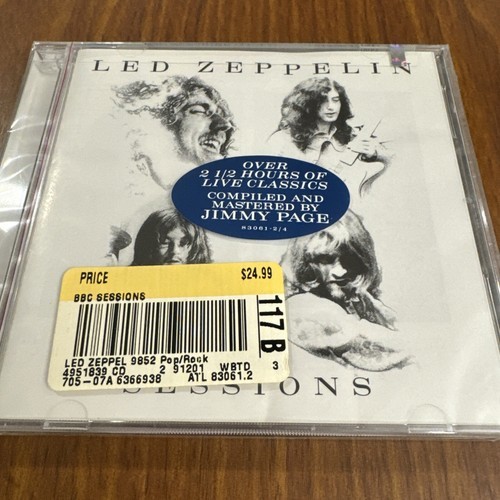 LED ZEPPELIN
OVER
2 1/2 HOURS OF
LIVE CLASSICS
COMPILED AND
MASTERED BY
JIMMY PAGE
83061-2/4
PRICE $24.99
BBC SESSIONS
117 B
3
LED ZEPPEL 9852 Pop/Rock
4951839 CD 2 91201 WBTD
705-07A 6366938 ATL 83061.2
SESSIONS